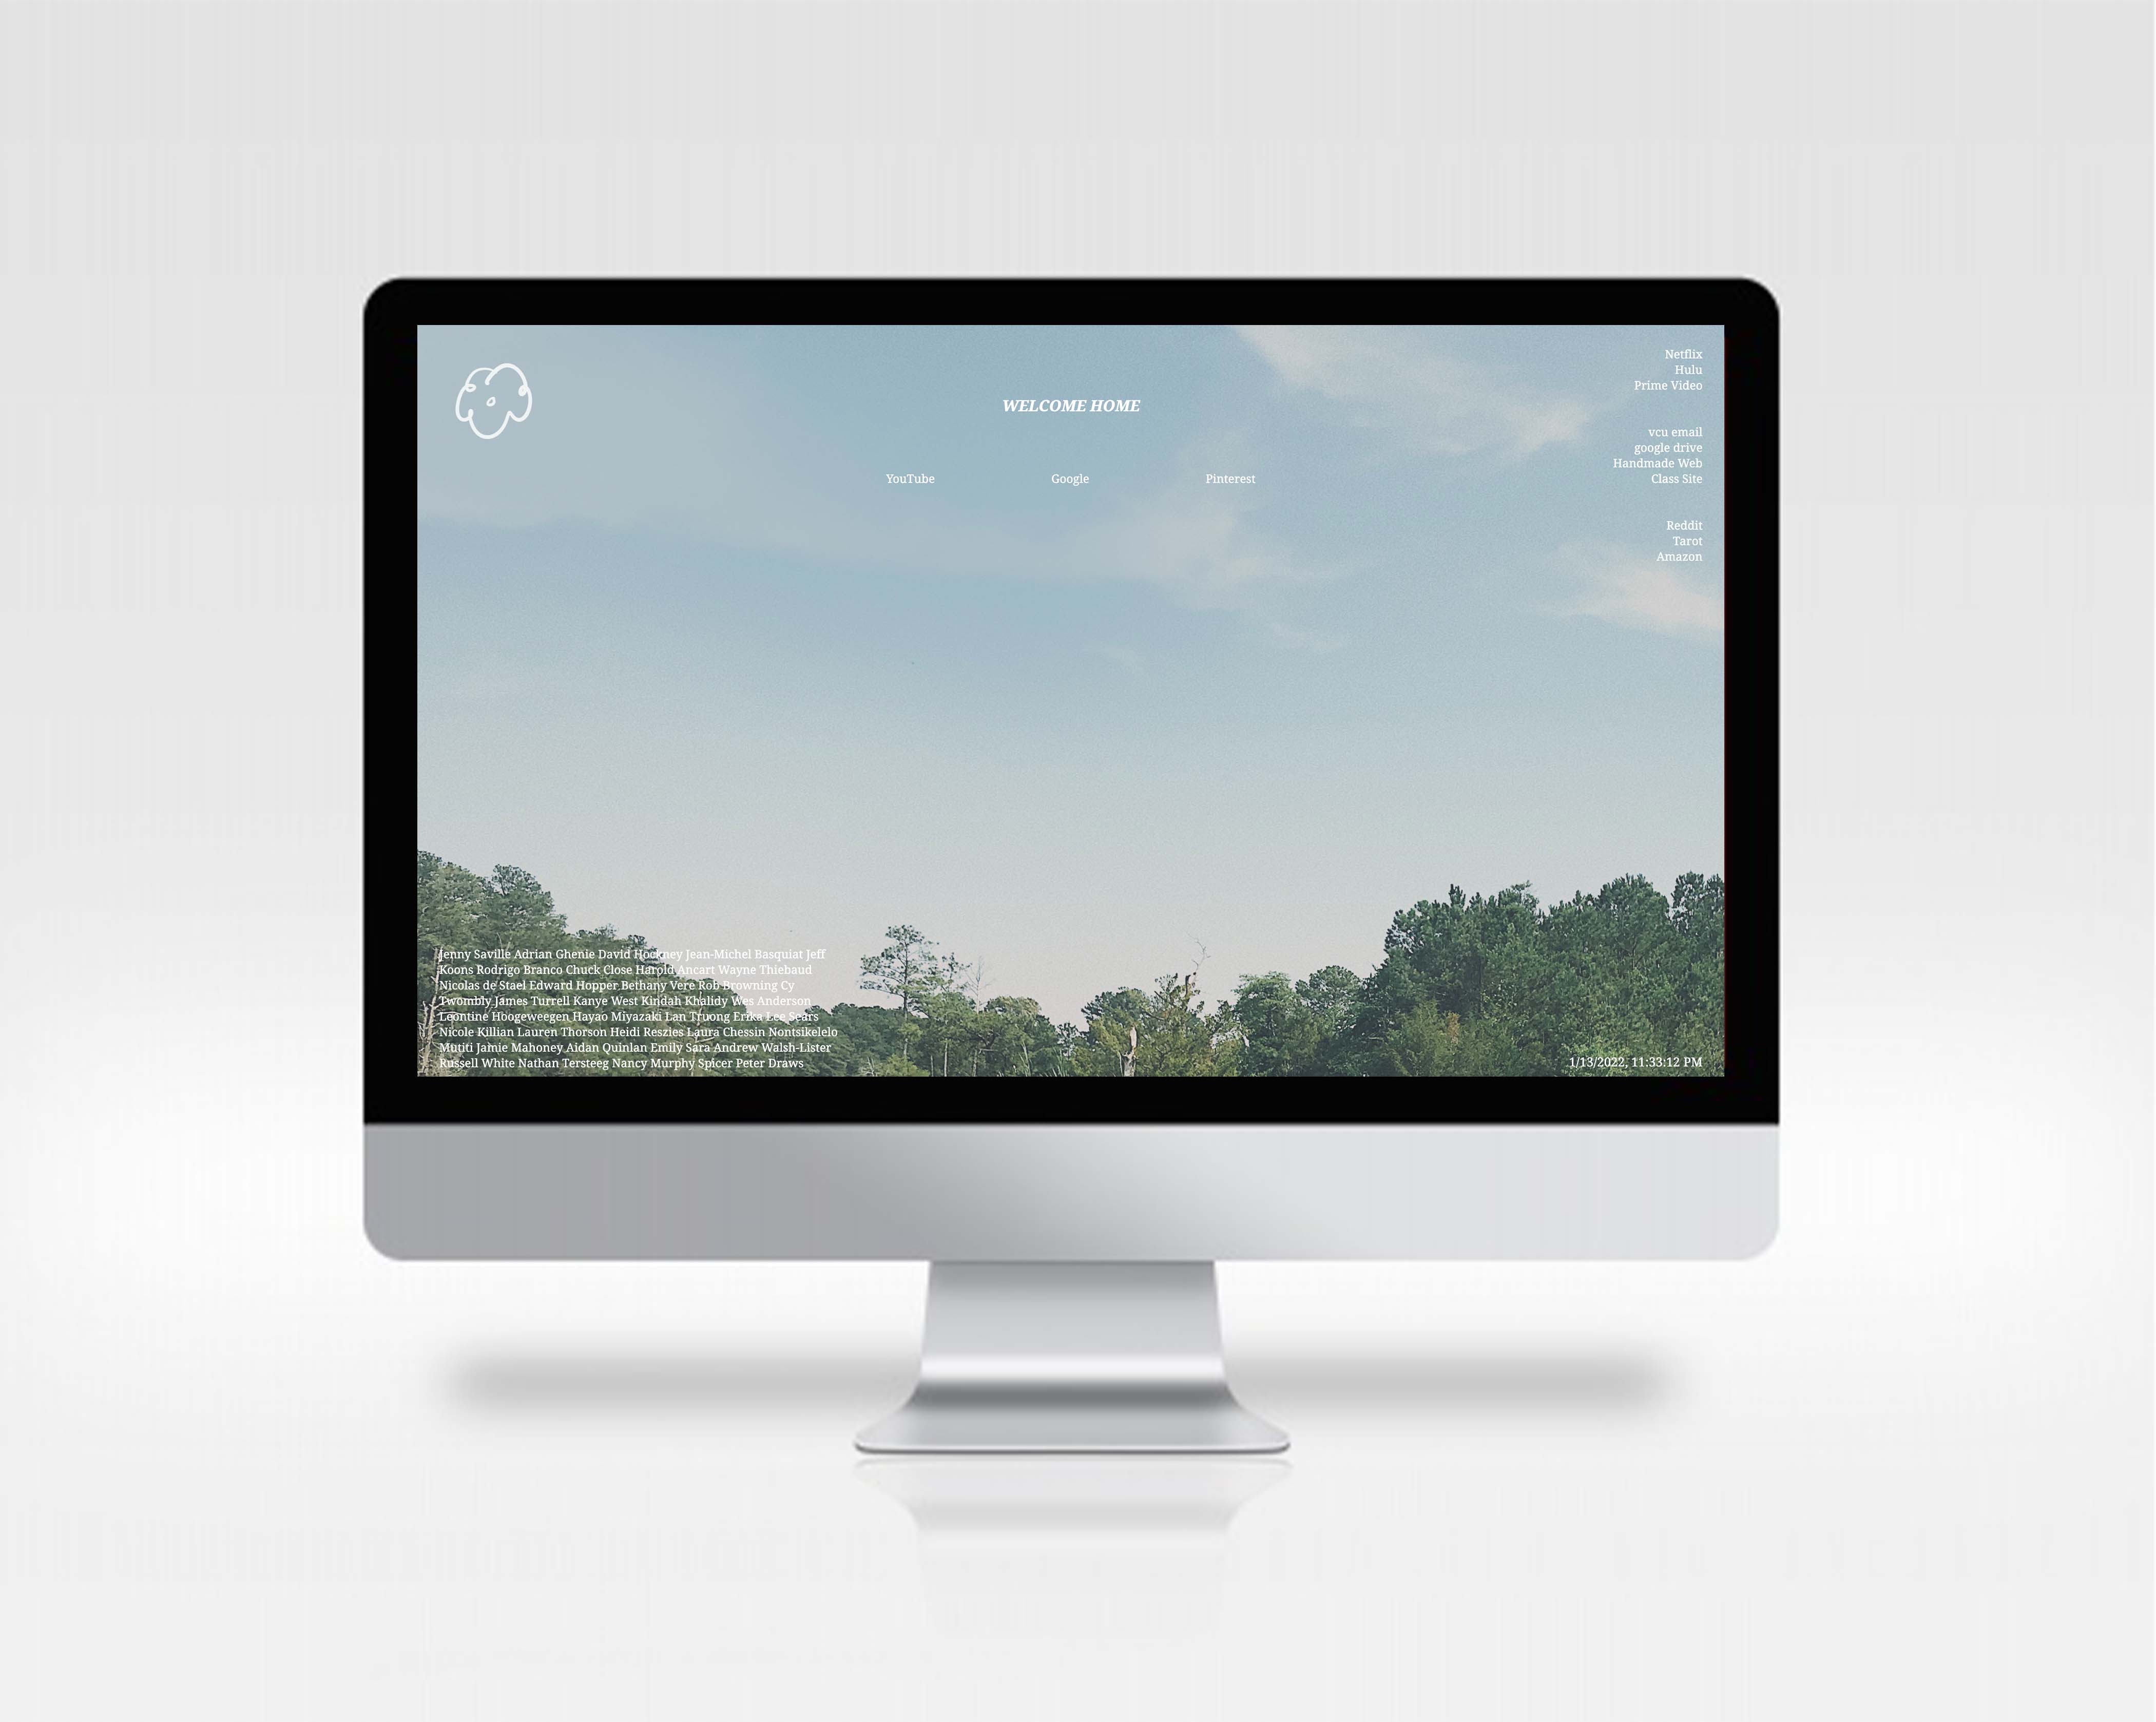 WELCOME HOME
YouTube Google Pinterest
Netflix
Hulu
Prime Video
vcu email
google drive
Handmade Web
Class Site
Reddit
Tarot
Amazon
Jenny Saville Adrian Ghenie David Hockney Jean-Michel Basquiat Jeff
Koons Rodrigo Branco Chuck Close Harold Ancart Wayne Thiebaud
Nicolas de Stael Edward Hopper Bethany Vere Rob Browning Cy
Twombly James Turrell Kanye West Kindah Khalidy Wes Anderson
Leontine Hoogeweegen Hayao Miyazaki Lan Truong Erika Lee Sears
Nicole Killian Lauren Thorson Heidi Reszies Laura Chessin Nontsikelelo
Mutiti Jamie Mahoney Aidan Quinlan Emily Sara Andrew Walsh-Lister
Russell White Nathan Tersteeg Nancy Murphy Spicer Peter Draws
1/13/2022, 11:33:12 PM